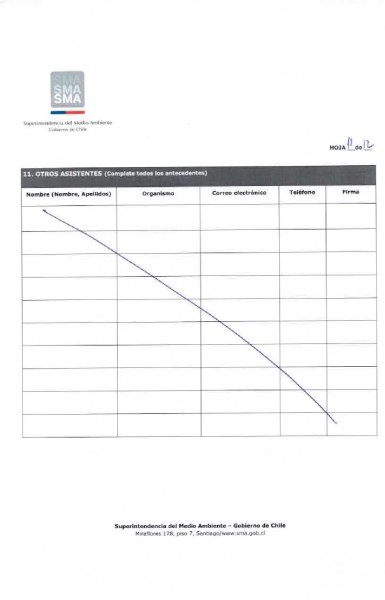 SMA
SMA
SMA
Superintendencia del Medio Ambiente
Gobierno de Chile
HOJA 11 de 12
11. OTROS ASISTENTES (Complete todos los antecedentes)
Nombre (Nombre, Apellidos) Organismo Correo electrónico Teléfono Firma
Superintendencia del Medio Ambiente – Gobierno de Chile
Miraflores 178, piso 7, Santiago/www.sma.gob.cl